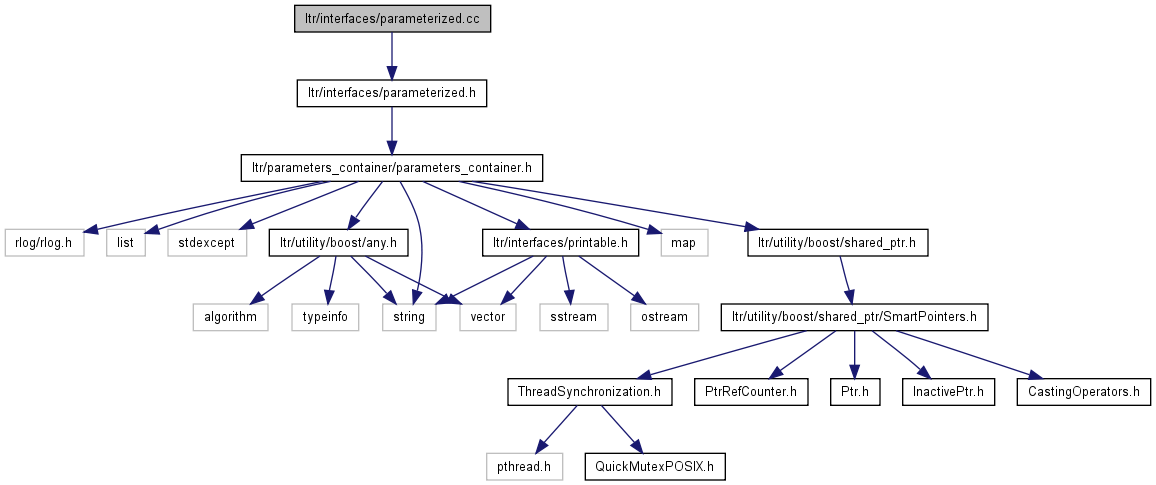 ltr/interfaces/parameterized.cc
ltr/interfaces/parameterized.h
ltr/parameters_container/parameters_container.h
rlog/rlog.h
list
stdexcept
ltr/utility/boost/any.h
ltr/interfaces/printable.h
map
ltr/utility/boost/shared_ptr.h
algorithm
typeinfo
string
vector
sstream
ostream
ltr/utility/boost/shared_ptr/SmartPointers.h
ThreadSynchronization.h
PtrRefCounter.h
Ptr.h
InactivePtr.h
CastingOperators.h
pthread.h
QuickMutexPOSIX.h